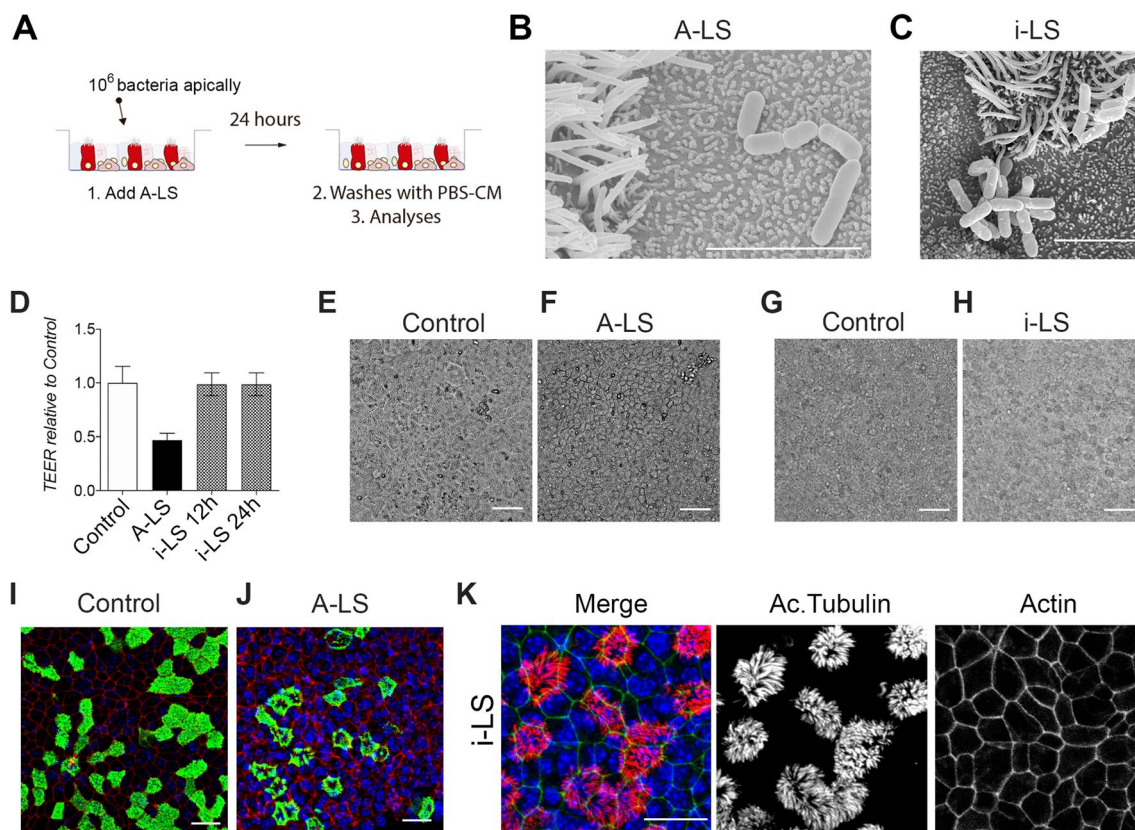 A
10⁶ bacteria apically
24 hours
1. Add A-LS
2. Washes with PBS-CM
3. Analyses
B
A-LS
C
i-LS
D
TEER relative to Control
1.5
1.0
0.5
0.0
Control
A-LS
i-LS 12h
i-LS 24h
E
Control
F
A-LS
G
Control
H
i-LS
I
Control
J
A-LS
K
Merge
Ac.Tubulin
Actin
i-LS